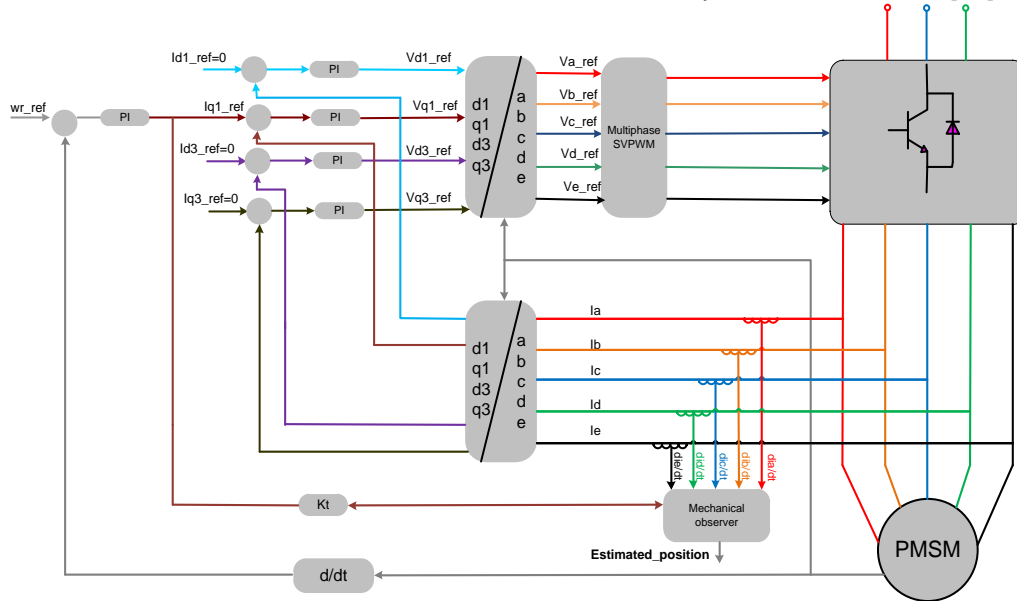 Id1_ref=0
PI
Vd1_ref
wr_ref
PI
Iq1_ref
PI
Vq1_ref
Id3_ref=0
PI
Vd3_ref
Iq3_ref=0
PI
Vq3_ref
d1
q1
d3
q3
a
b
c
d
e
Va_ref
Vb_ref
Vc_ref
Vd_ref
Ve_ref
Multiphase
SVPWM
d1
q1
d3
q3
a
b
c
d
e
Ia
Ib
Ic
Id
Ie
die/dt
did/dt
dic/dt
dib/dt
dia/dt
Kt
Mechanical
observer
Estimated_position
d/dt
PMSM